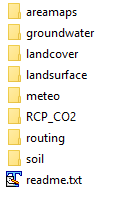 areamaps
groundwater
landcover
landsurface
meteo
RCP_CO2
routing
soil
readme.txt